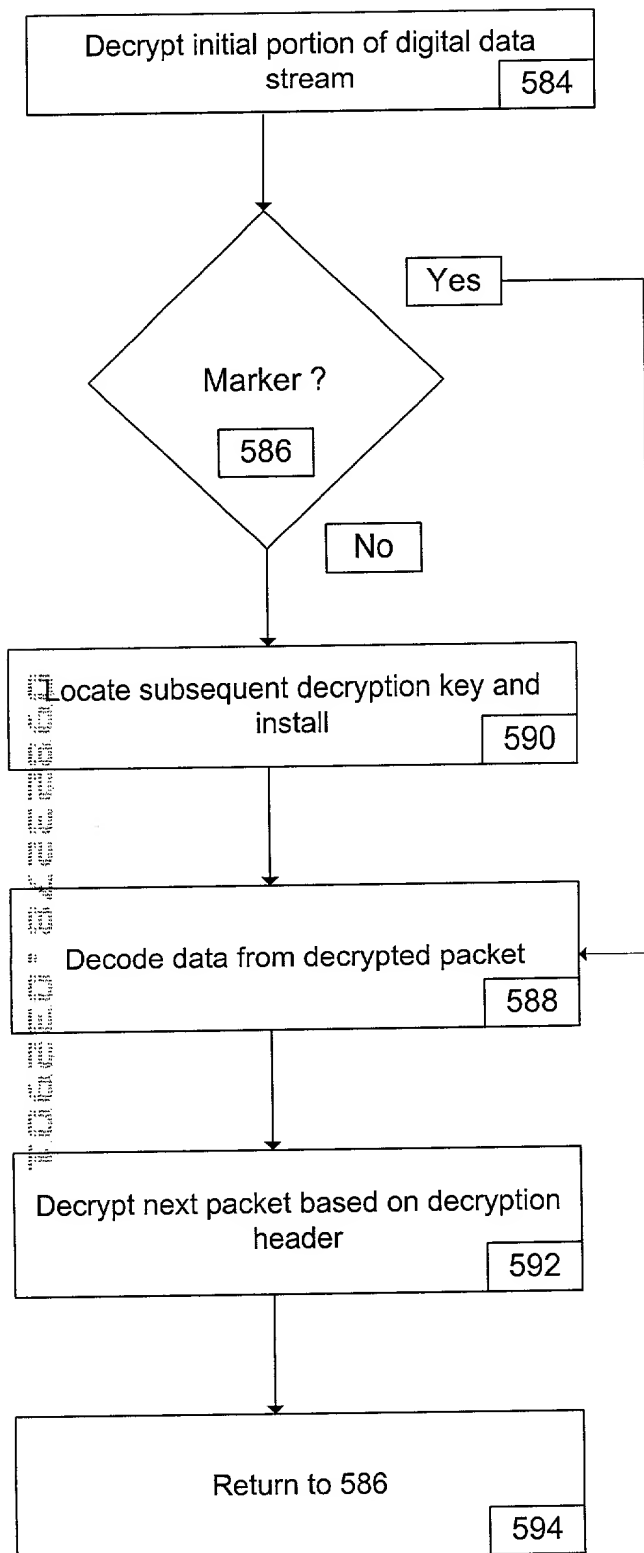 Decrypt initial portion of digital data
stream
584
Yes
Marker ?
586
No
Locate subsequent decryption key and
install
590
Decode data from decrypted packet
588
Decrypt next packet based on decryption
header
592
Return to 586
594